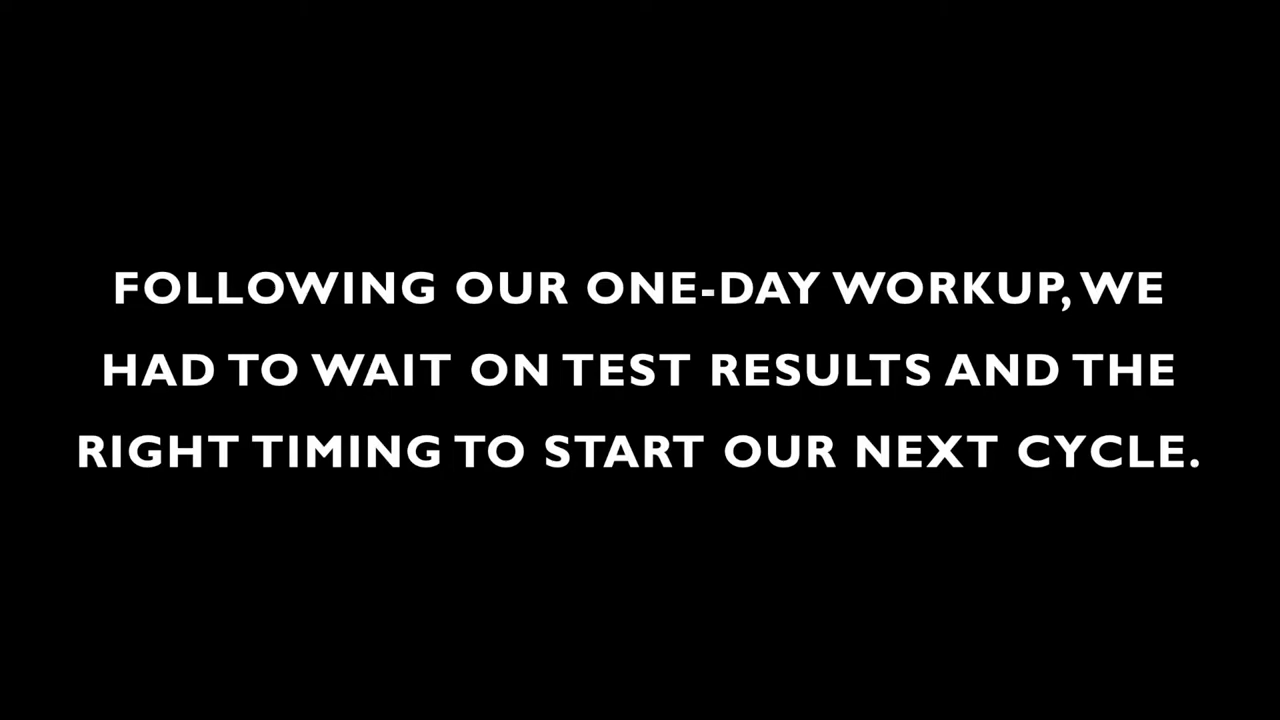 FOLLOWING OUR ONE-DAY WORKUP, WE
HAD TO WAIT ON TEST RESULTS AND THE
RIGHT TIMING TO START OUR NEXT CYCLE.